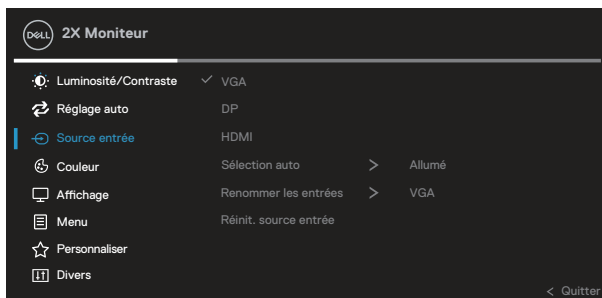 DELL 2X Moniteur
Luminosité/Contraste VGA
Réglage auto DP
Source entrée HDMI
Couleur Sélection auto > Allumé
Affichage Renommer les entrées > VGA
Menu Réinit. source entrée
Personnaliser
Divers
< Quitter